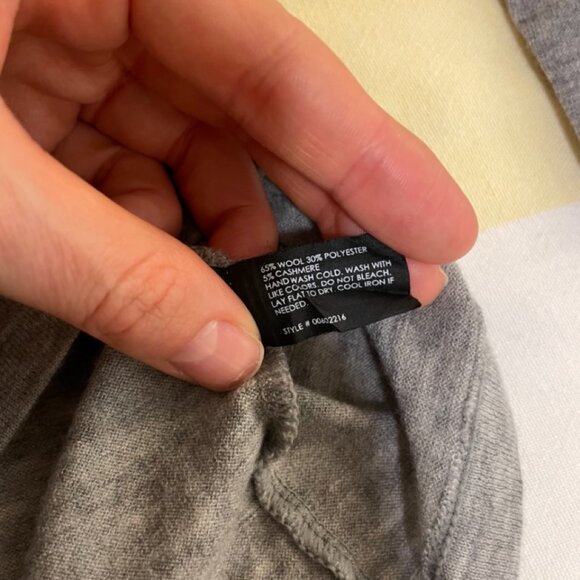 65% WOOL 30% POLYESTER
5% CASHMERE
HAND WASH COLD. WASH WITH
LIKE COLORS. DO NOT BLEACH.
LAY FLAT TO DRY. COOL IRON IF
NEEDED.
STYLE # 00602216